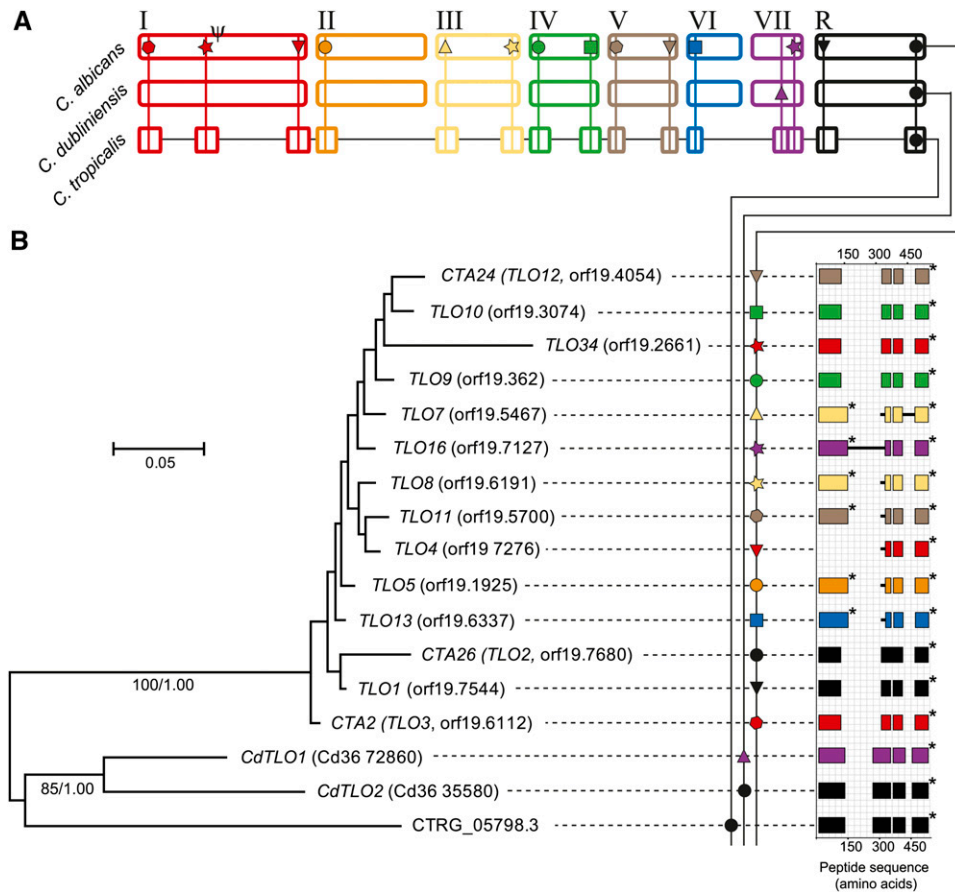 A
I II III IV V VI VII R
ψ
C. albicans
C. dubliniensis
C. tropicalis
B
150 300 450
CTA24 (TLO12, orf19.4054) *
TLO10 (orf19.3074) *
TLO34 (orf19.2661) *
TLO9 (orf19.362) *
TLO7 (orf19.5467) * *
TLO16 (orf19.7127) * *
0.05
TLO8 (orf19.6191) * *
TLO11 (orf19.5700) * *
TLO4 (orf19 7276) *
TLO5 (orf19.1925) * *
TLO13 (orf19.6337) * *
CTA26 (TLO2, orf19.7680) *
100/1.00
TLO1 (orf19.7544) *
CTA2 (TLO3, orf19.6112) *
CdTLO1 (Cd36 72860) *
85/1.00
CdTLO2 (Cd36 35580) *
CTRG_05798.3 *
150 300 450
Peptide sequence
(amino acids)